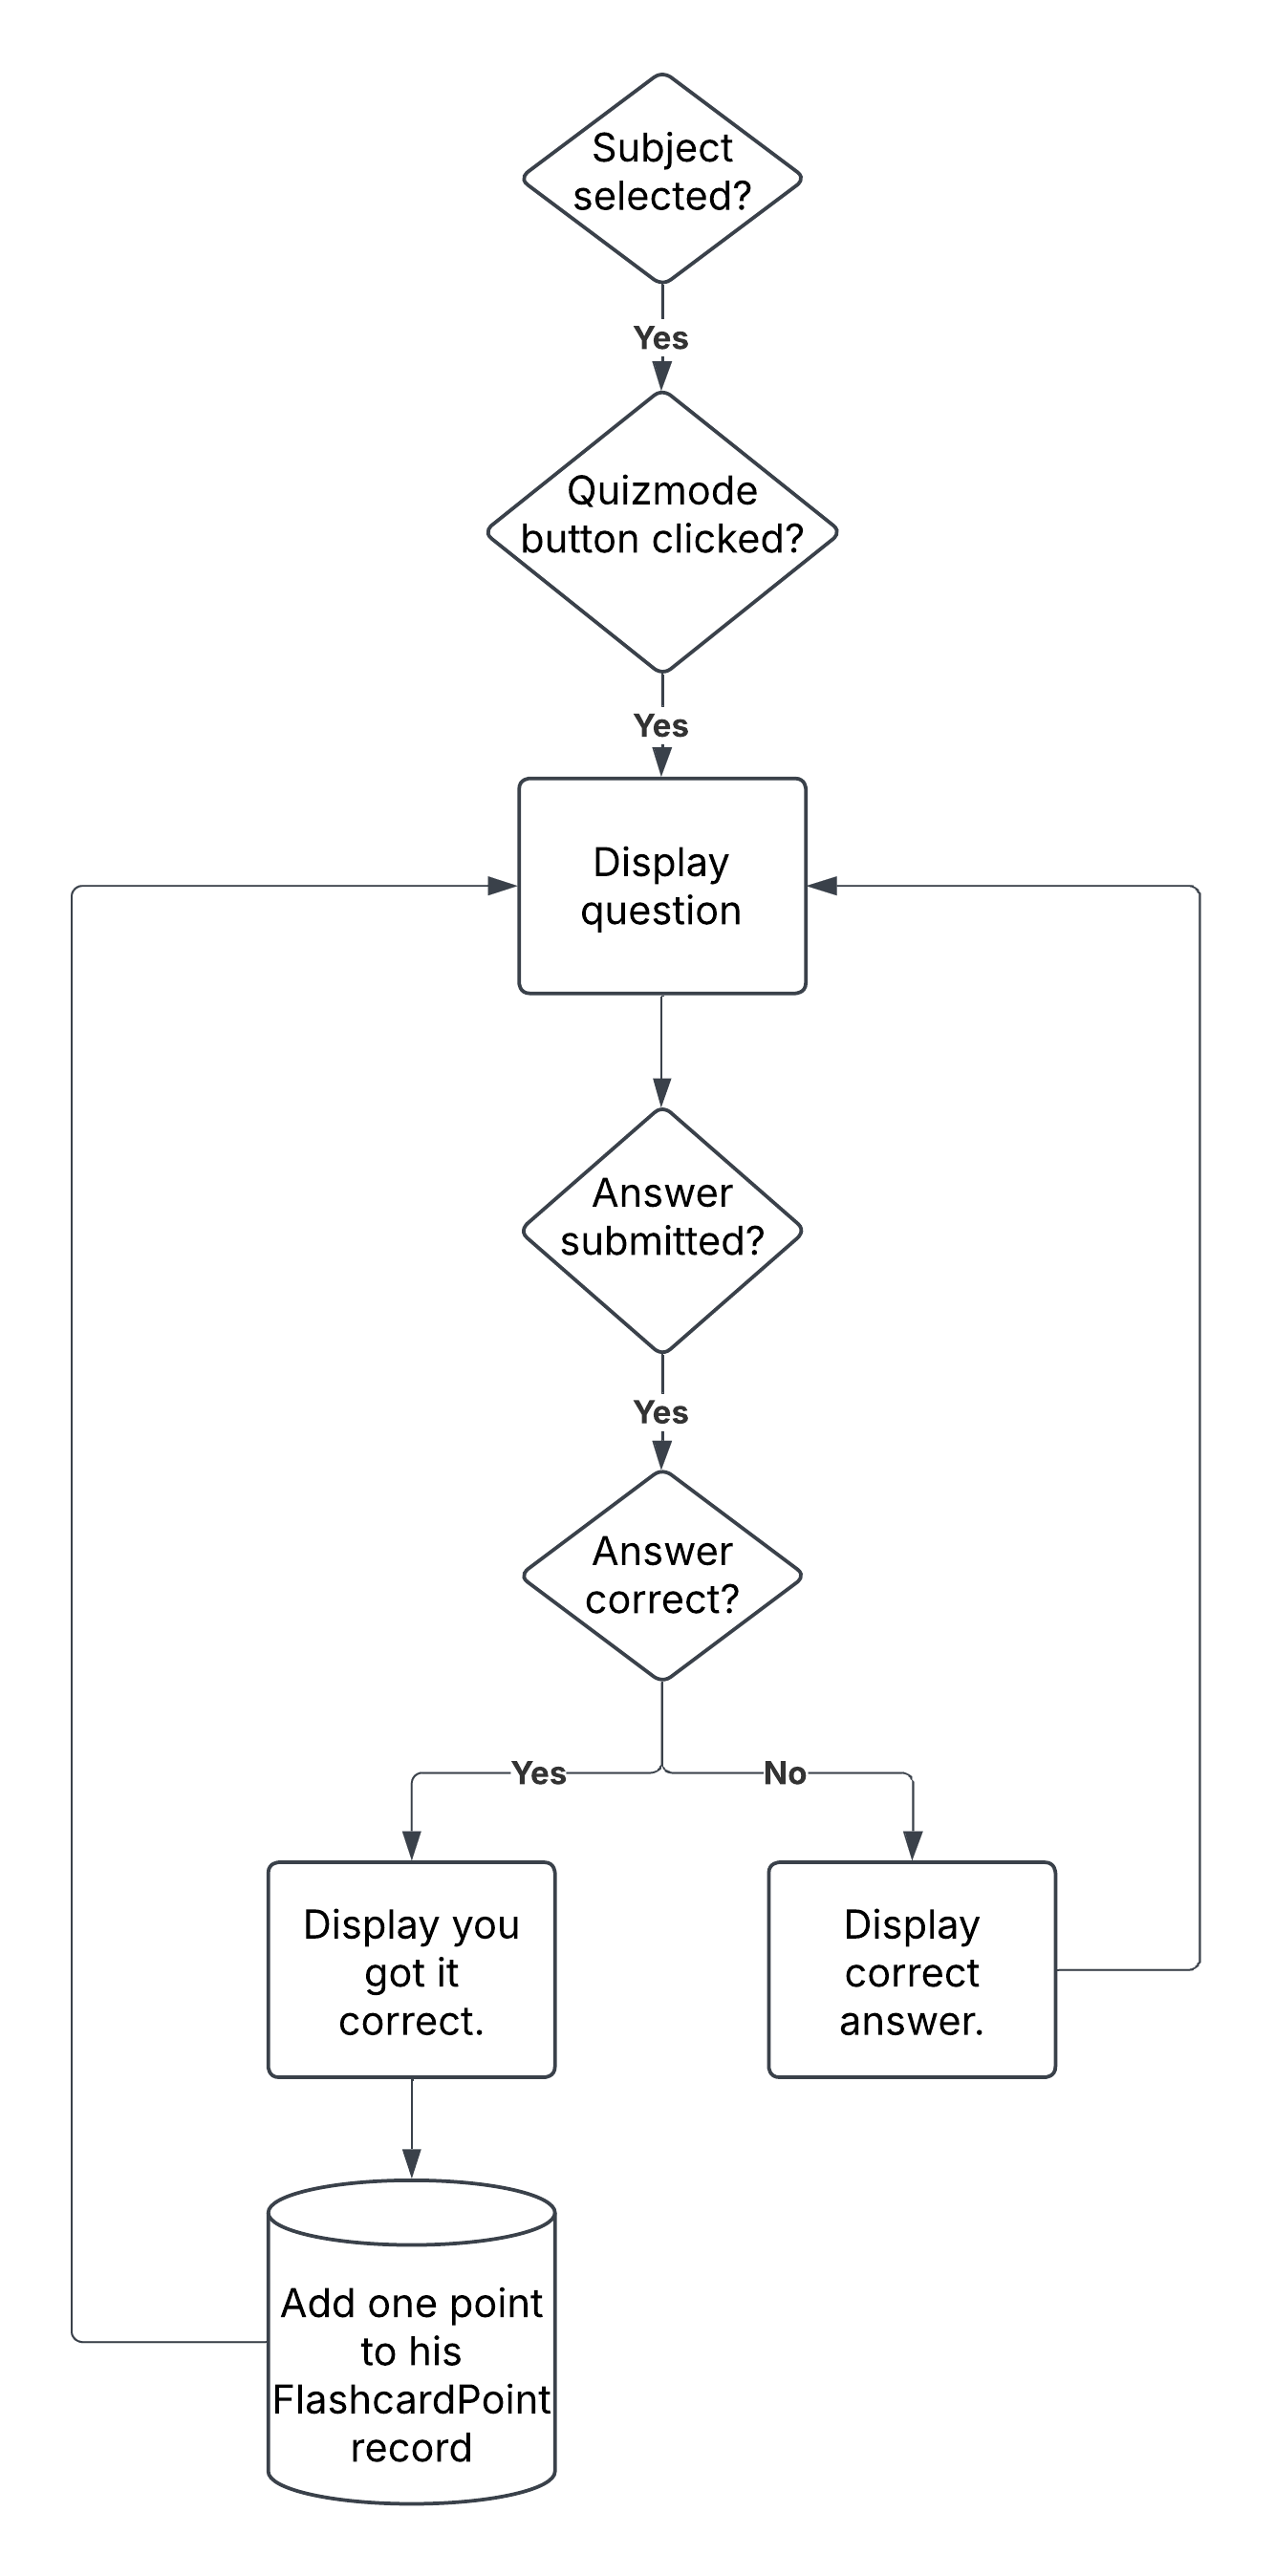 Subject
selected?
Yes
Quizmode
button clicked?
Yes
Display
question
Answer
submitted?
Yes
Answer
correct?
Yes
No
Display you
got it
correct.
Display
correct
answer.
Add one point
to his
FlashcardPoint
record